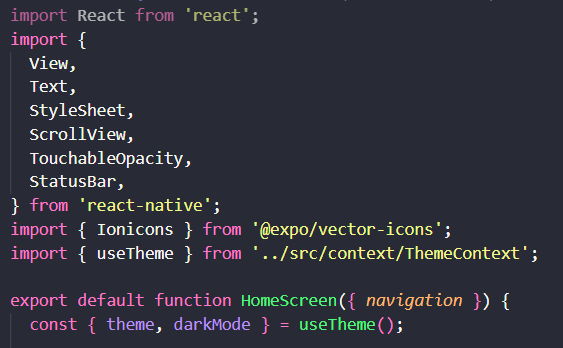 import React from 'react';
import {
  View,
  Text,
  StyleSheet,
  ScrollView,
  TouchableOpacity,
  StatusBar,
} from 'react-native';
import { Ionicons } from '@expo/vector-icons';
import { useTheme } from '../src/context/ThemeContext';

export default function HomeScreen({ navigation }) {
  const { theme, darkMode } = useTheme();